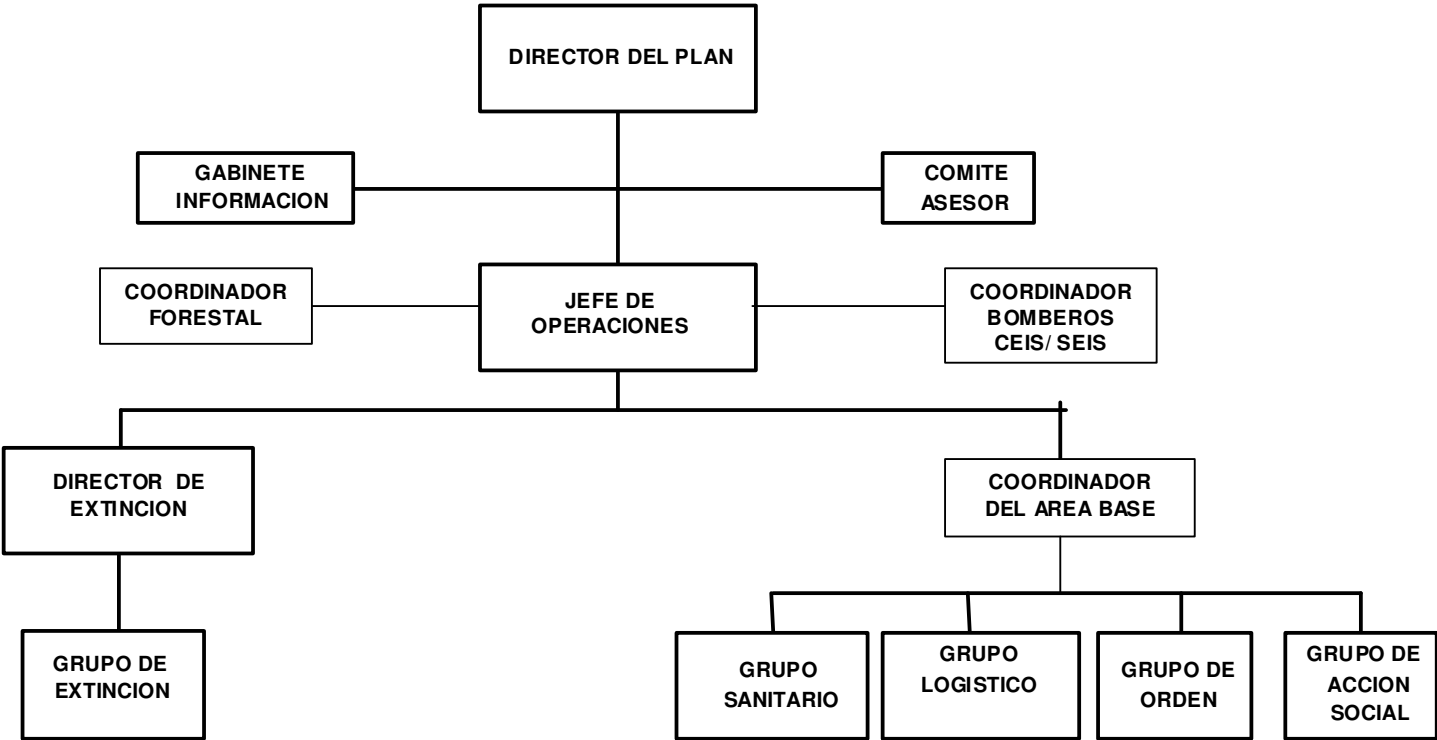 DIRECTOR DEL PLAN
GABINETE
INFORMACION
COMITE
ASESOR
COORDINADOR
FORESTAL
JEFE DE
OPERACIONES
COORDINADOR
BOMBEROS
CEIS/ SEIS
DIRECTOR DE
EXTINCION
COORDINADOR
DEL AREA BASE
GRUPO DE
EXTINCION
GRUPO
SANITARIO
GRUPO
LOGISTICO
GRUPO DE
ORDEN
GRUPO DE
ACCION
SOCIAL